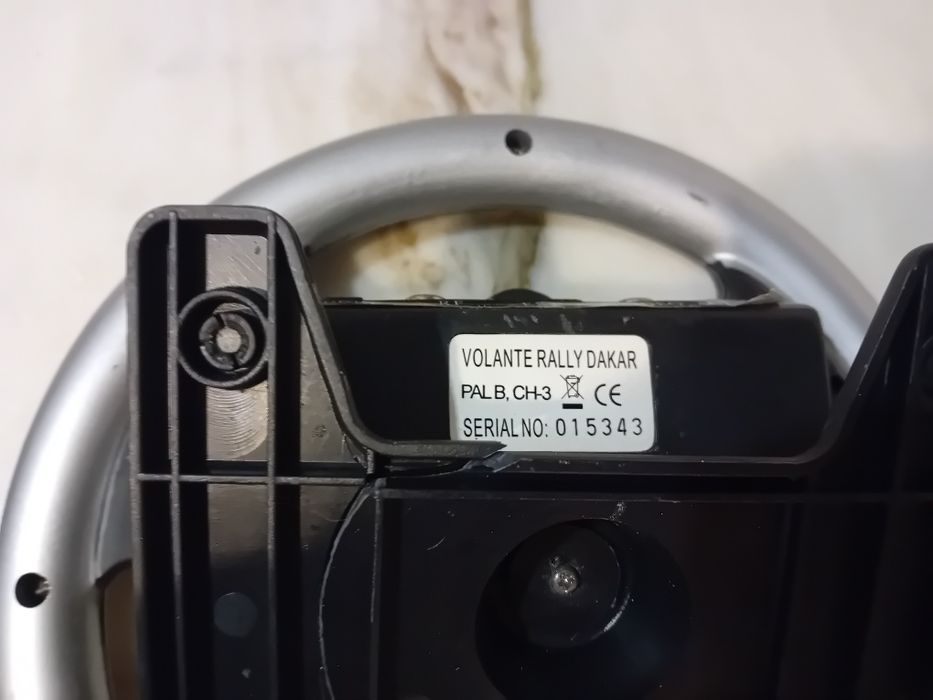 VOLANTE RALLY DAKAR
PAL B, CH-3 CE
SERIAL NO: 015343